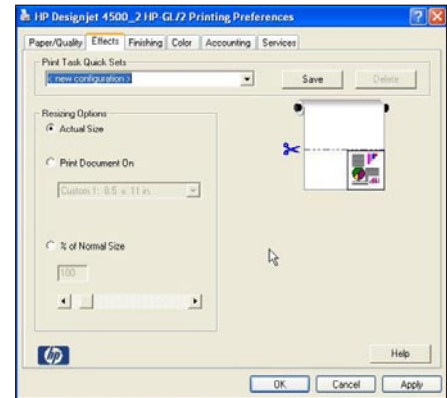 HP Designjet 4500_2 HP-GL/2 Printing Preferences
Paper/Quality Effects Finishing Color Accounting Services
Print Task Quick Sets
< new configuration >
Save Delete
Resizing Options
Actual Size
Print Document On
Custom 1: 8.5 x 11 in.
% of Normal Size
100
hp
Help
OK Cancel Apply